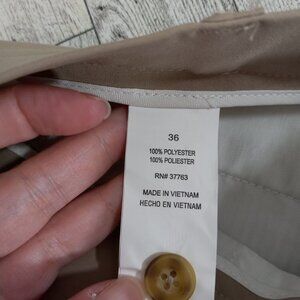 36
100% POLYESTER
100% POLIESTER
RN# 37763
MADE IN VIETNAM
HECHO EN VIETNAM